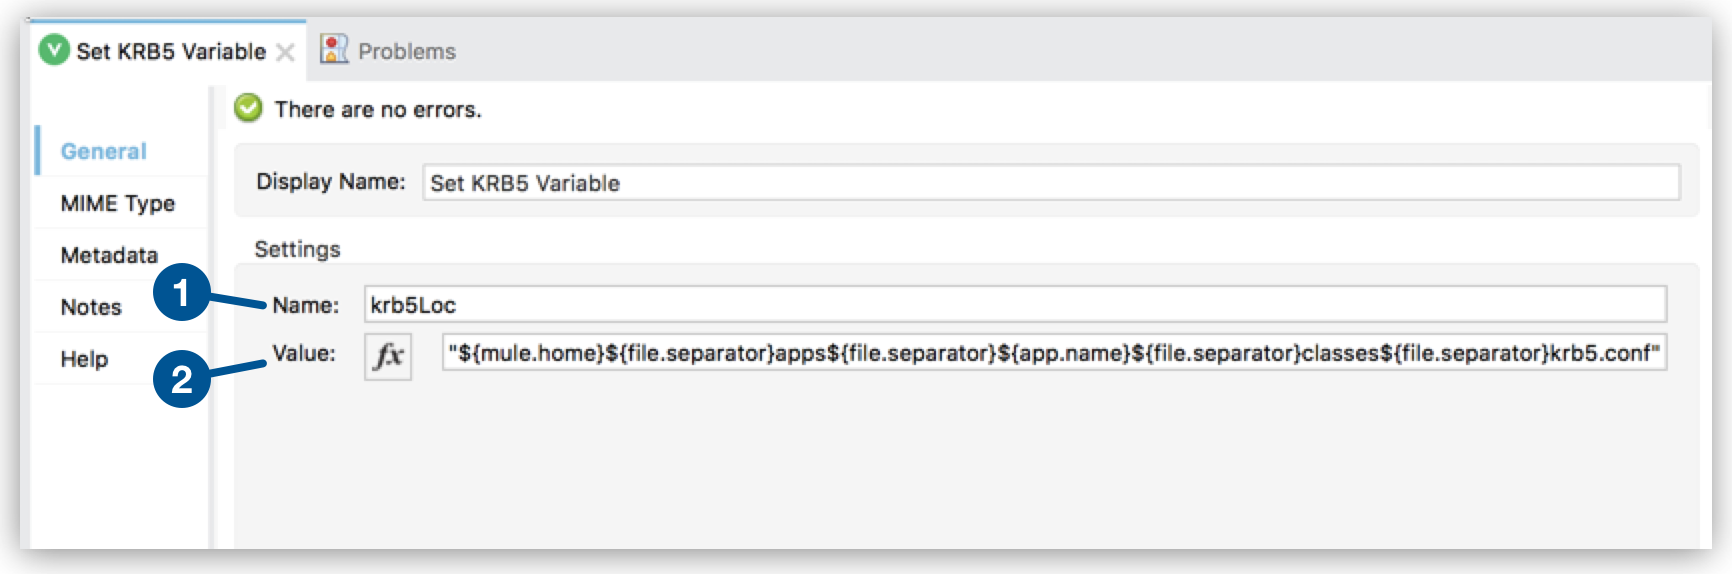 Set KRB5 Variable
Problems
There are no errors.
General
MIME Type
Metadata
Notes
Help
Display Name: Set KRB5 Variable
Settings
1
Name: krb5Loc
2
Value: fx "${mule.home}${file.separator}apps${file.separator}${app.name}${file.separator}classes${file.separator}krb5.conf"